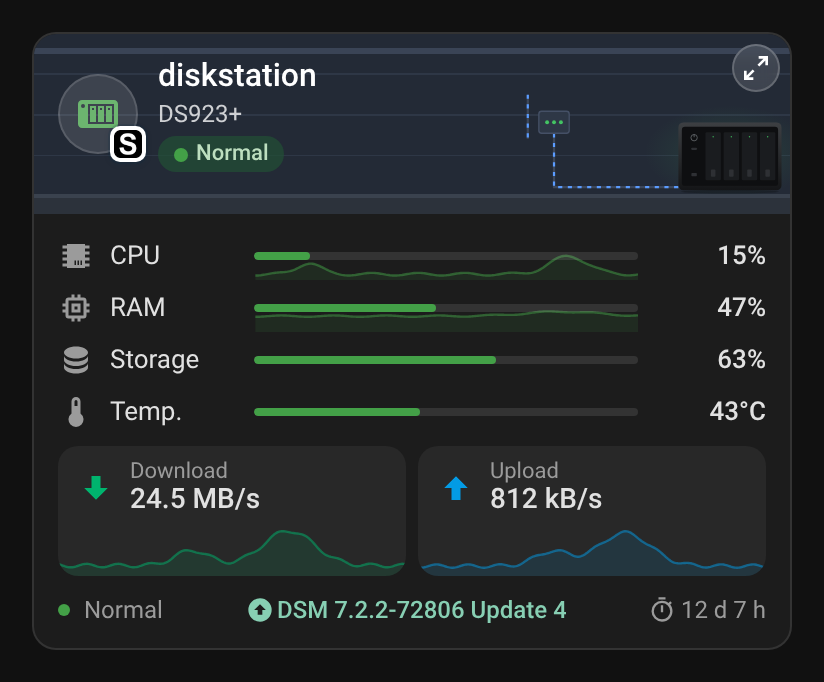 diskstation
DS923+
S
Normal
CPU 15%
RAM 47%
Storage 63%
Temp. 43°C
Download
24.5 MB/s
Upload
812 kB/s
Normal DSM 7.2.2-72806 Update 4 12 d 7 h